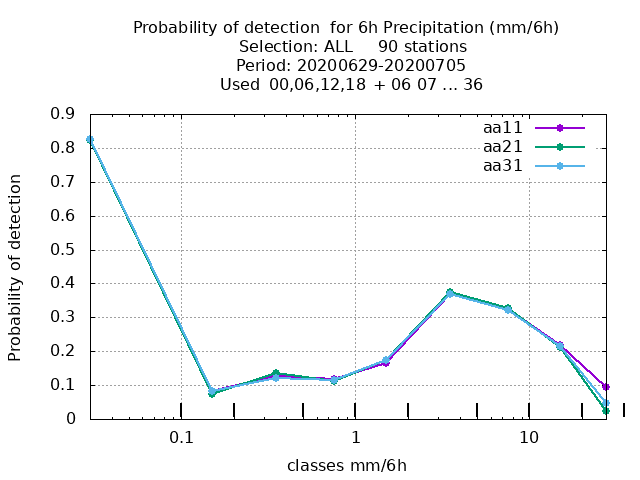 Probability of detection  for 6h Precipitation (mm/6h)
Selection: ALL     90 stations
Period: 20200629-20200705
Used  00,06,12,18  + 06 07 ... 36
aa11
aa21
aa31
0.9
0.8
0.7
0.6
0.5
0.4
0.3
0.2
0.1
0
Probability of detection
0.1
1
10
classes mm/6h